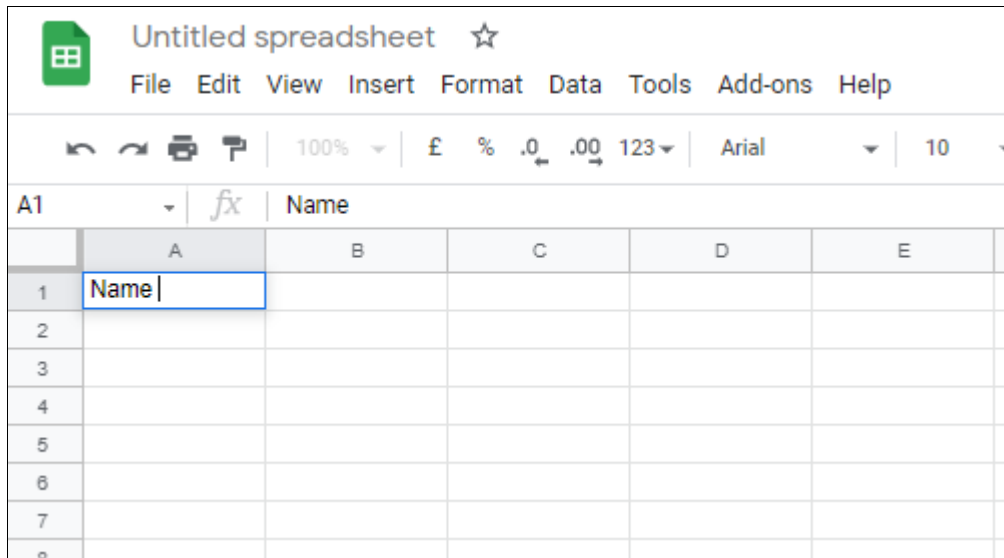 Untitled spreadsheet
File Edit View Insert Format Data Tools Add-ons Help
100% £ % .0 .00 123 Arial 10
A1 fx Name
A B C D E
1 Name
2
3
4
5
6
7
8